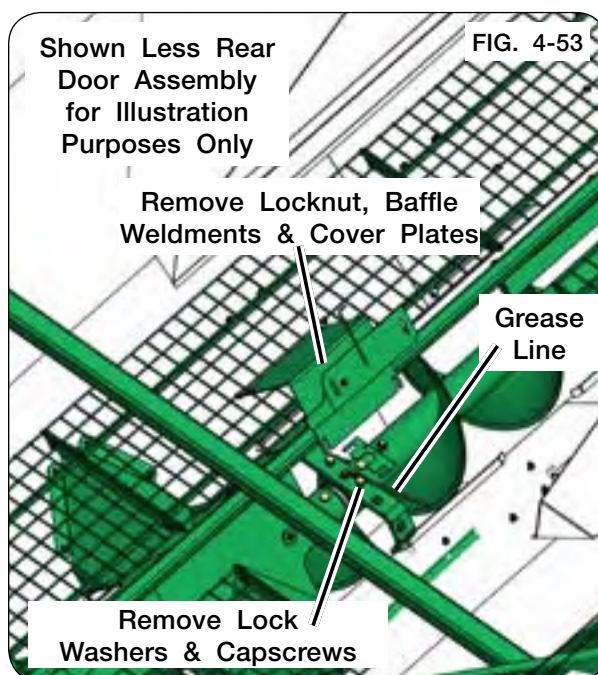 Shown Less Rear
Door Assembly
for Illustration
Purposes Only
FIG. 4-53
Remove Locknut, Baffle
Weldments & Cover Plates
Grease
Line
Remove Lock
Washers & Capscrews